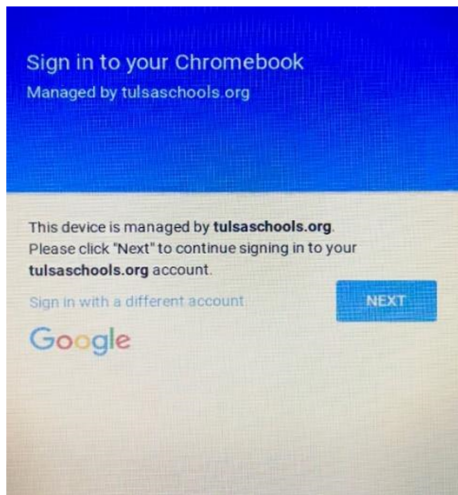 Sign in to your Chromebook
Managed by tulsaschools.org
This device is managed by tulsaschools.org.
Please click "Next" to continue signing in to your
tulsaschools.org account.
Sign in with a different account
NEXT
Google